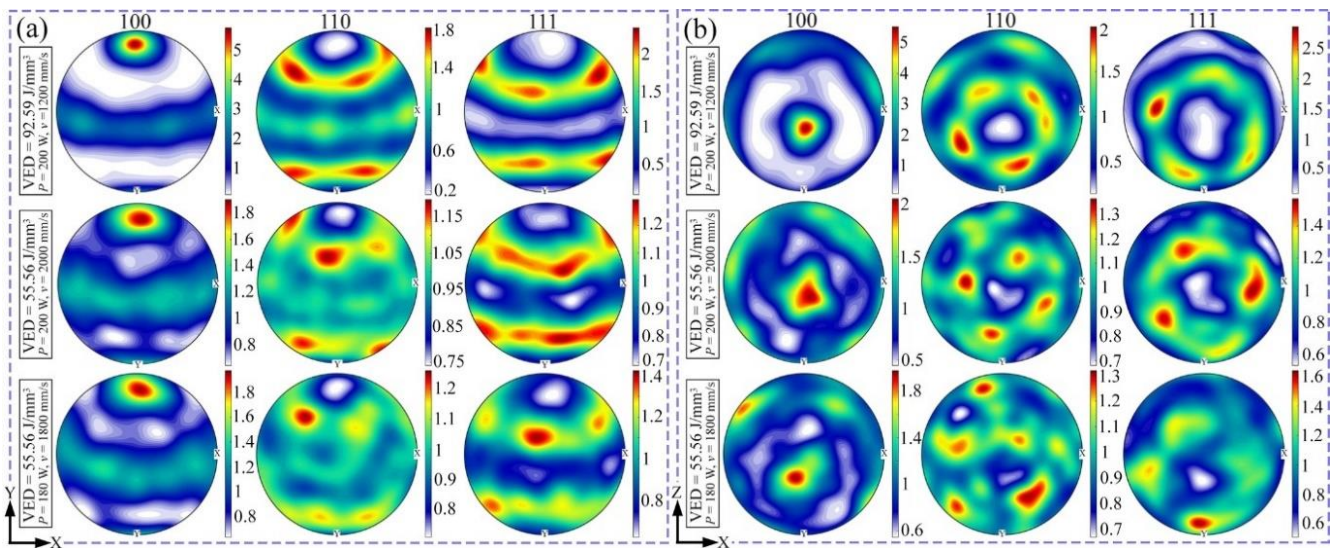 (a)
100
110
111
VED = 92.59 J/mm³
P = 200 W, v = 1200 mm/s
X
Y
5
4
3
2
1
X
Y
1.8
1.6
1.4
1.2
1
0.8
0.6
0.4
0.2
X
Y
2
1.5
1
0.5
VED = 55.56 J/mm³
P = 200 W, v = 2000 mm/s
X
Y
1.8
1.6
1.4
1.2
1
0.8
X
Y
1.15
1.05
0.95
0.85
0.75
X
Y
1.2
1.1
1
0.9
0.8
0.7
VED = 55.56 J/mm³
P = 180 W, v = 1800 mm/s
X
Y
1.8
1.6
1.4
1.2
1
0.8
X
Y
1.2
1.1
1
0.9
0.8
X
Y
1.4
1.2
1
0.8
Y
X
(b)
100
110
111
VED = 92.59 J/mm³
P = 200 W, v = 1200 mm/s
X
Y
5
4
3
2
1
X
Y
2
1.5
1
0.5
X
Y
2.5
2
1.5
1
0.5
VED = 55.56 J/mm³
P = 200 W, v = 2000 mm/s
X
Y
2
1.5
1
0.5
X
Y
1.3
1.2
1.1
1
0.9
0.8
0.7
X
Y
1.4
1.2
1
0.8
0.6
VED = 55.56 J/mm³
P = 180 W, v = 1800 mm/s
X
Y
1.8
1.4
1
0.6
X
Y
1.3
1.2
1.1
1
0.9
0.8
0.7
X
Y
1.6
1.4
1.2
1
0.8
0.6
Z
X